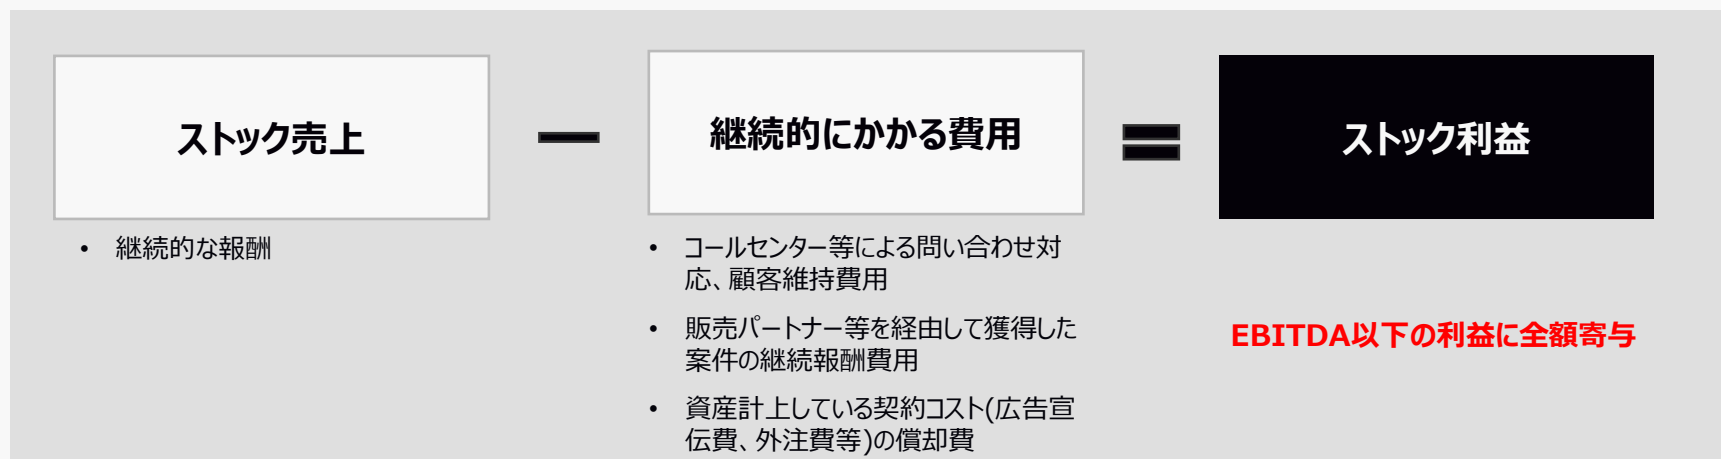 ストック売上
ー
継続的にかかる費用
＝
ストック利益
• 継続的な報酬
• コールセンター等による問い合わせ対
応、顧客維持費用
• 販売パートナー等を経由して獲得した
案件の継続報酬費用
• 資産計上している契約コスト(広告宣
伝費、外注費等)の償却費
EBITDA以下の利益に全額寄与